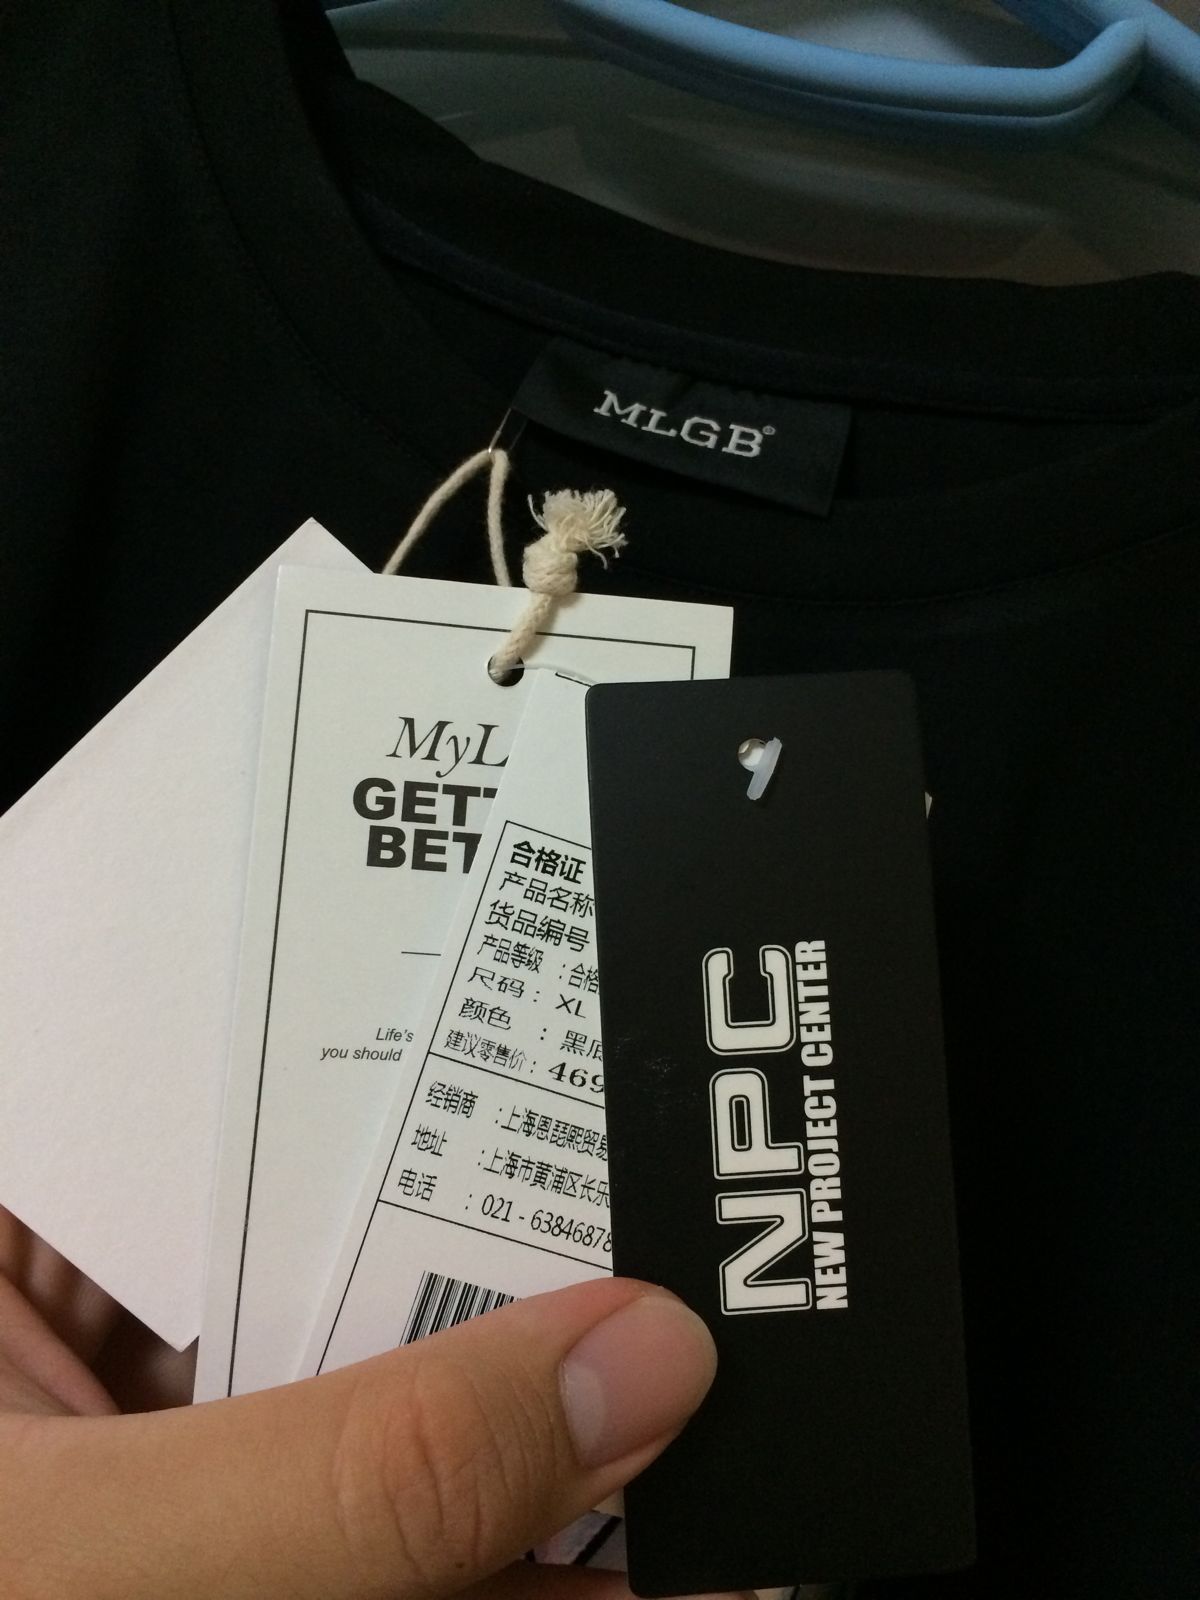 MLGB®
MyL
GETT
BET
Life's
you should
合格证
产品名称
货品编号
产品等级 :合格
尺码: XL
颜色 : 黑底
建议零售价: 469
经销商 :上海恩琵熙贸易
地址 :上海市黄浦区长乐
电话 : 021 - 63846878
NPC
NEW PROJECT CENTER